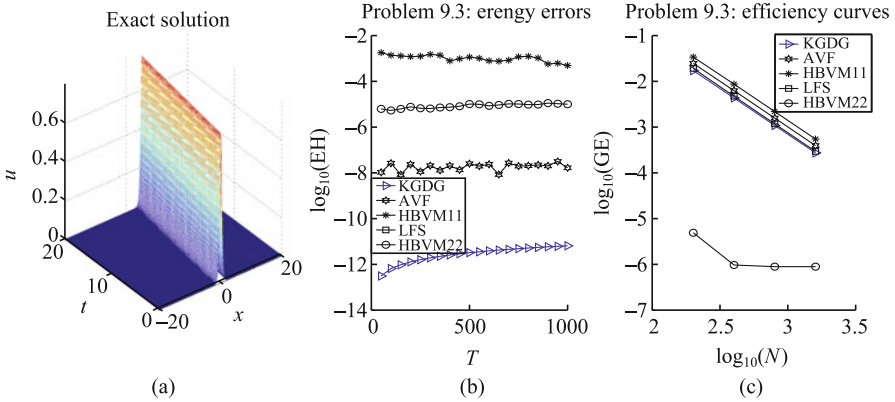 Exact solution
u
0.6
0.4
0.2
0
20
10
0
t
−20
0
20
x
(a)
Problem 9.3: erengy errors
log10(EH)
−2
−4
−6
−8
−10
−12
−14
KGDG
AVF
HBVM11
LFS
HBVM22
0
500
1000
T
(b)
Problem 9.3: efficiency curves
log10(GE)
−1
−2
−3
−4
−5
−6
−7
KGDG
AVF
HBVM11
LFS
HBVM22
2
2.5
3
3.5
log10(N)
(c)